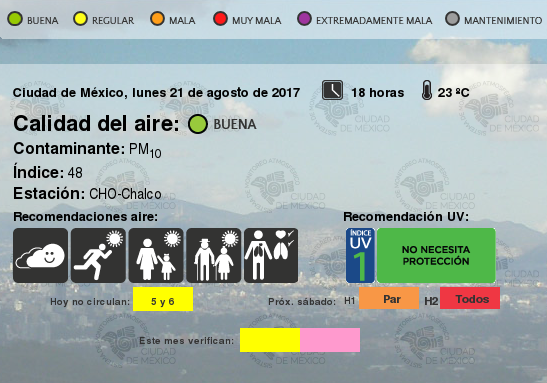 BUENA REGULAR MALA MUY MALA EXTREMADAMENTE MALA MANTENIMIENTO
Ciudad de México, lunes 21 de agosto de 2017 18 horas 23 ºC
Calidad del aire: BUENA
Contaminante: PM10
Índice: 48
Estación: CHO-Chalco
Recomendaciones aire: Recomendación UV:
ÍNDICE
UV
1
NO NECESITA
PROTECCIÓN
Hoy no circulan: 5 y 6 Próx. sábado: H1 Par H2 Todos
Este mes verifican:
CIUDAD
DE MÉXICO